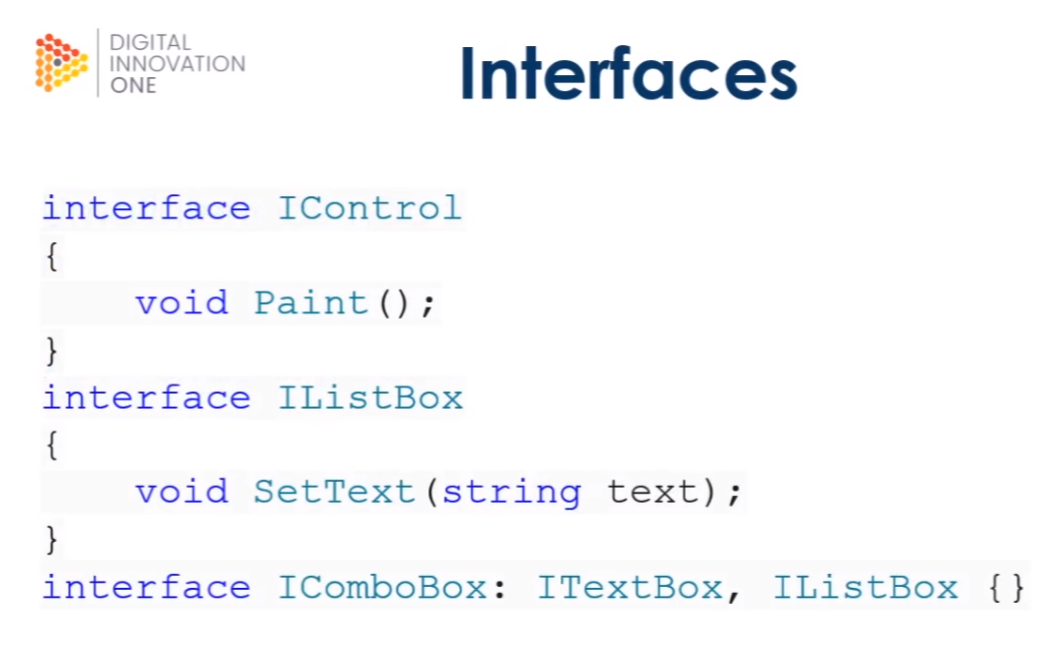 DIGITAL
INNOVATION
ONE
Interfaces
interface IControl
{
    void Paint();
}
interface IListBox
{
    void SetText(string text);
}
interface IComboBox: ITextBox, IListBox {}